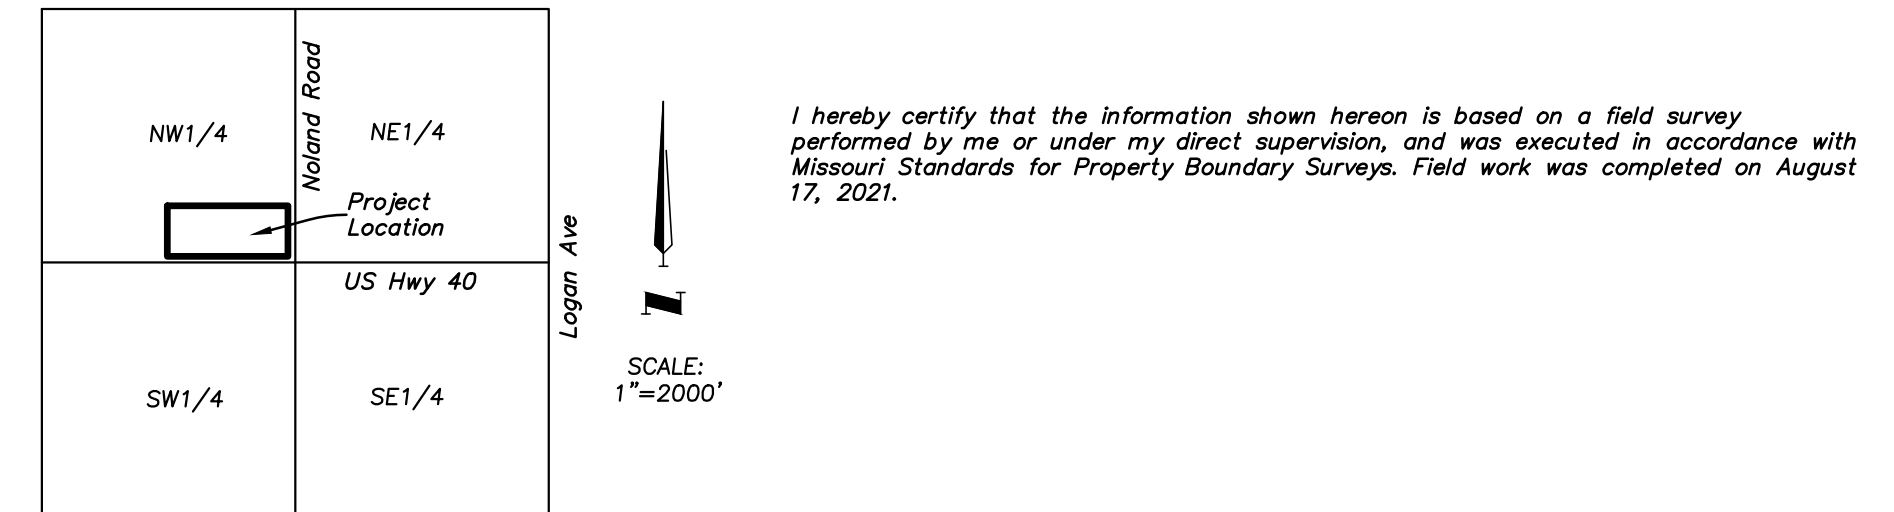 Noland Road
NW1/4
NE1/4
Project
Location
US Hwy 40
Logan Ave
SW1/4
SE1/4
N
SCALE:
1"=2000'
I hereby certify that the information shown hereon is based on a field survey
performed by me or under my direct supervision, and was executed in accordance with
Missouri Standards for Property Boundary Surveys. Field work was completed on August
17, 2021.